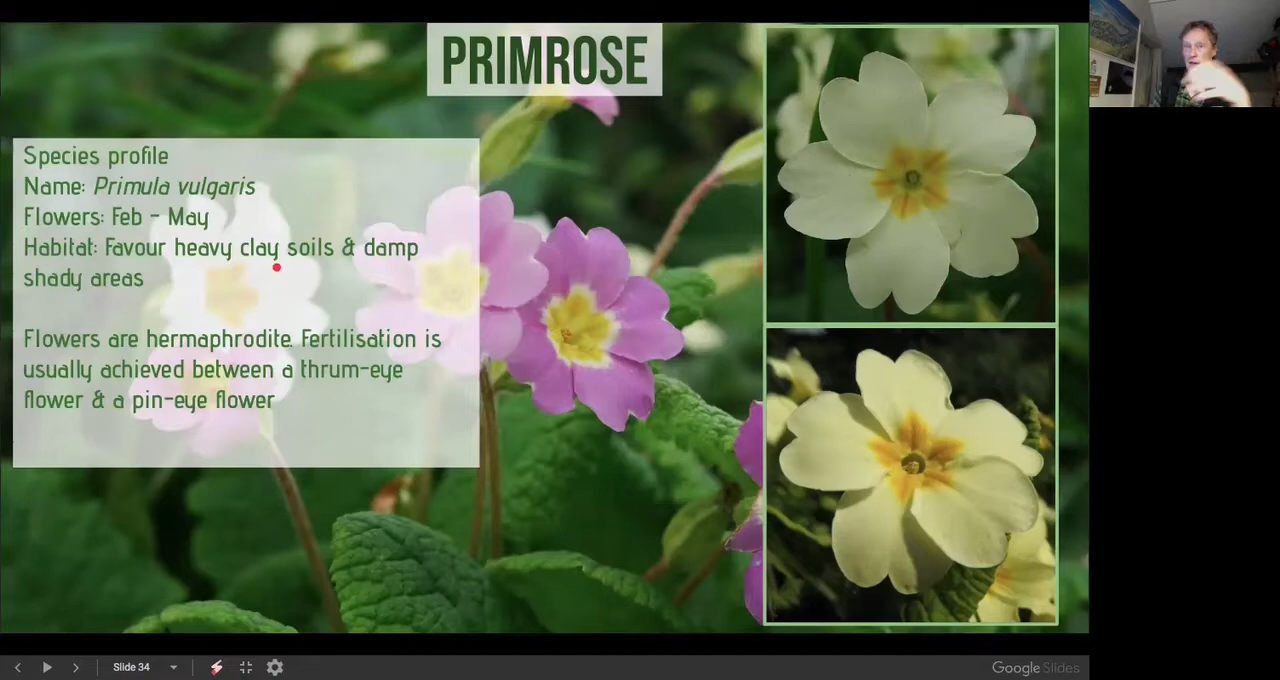 PRIMROSE
Species profile
Name: Primula vulgaris
Flowers: Feb - May
Habitat: Favour heavy clay soils & damp
shady areas
Flowers are hermaphrodite. Fertilisation is
usually achieved between a thrum-eye
flower & a pin-eye flower
Slide 34
Google Slides